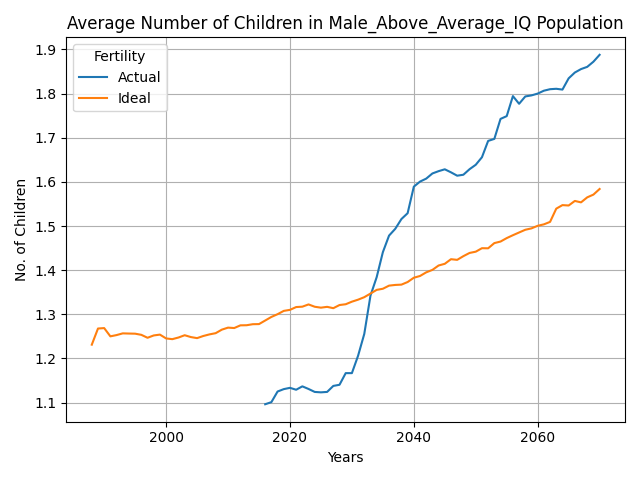 Average Number of Children in Male_Above_Average_IQ Population
Fertility
Actual
Ideal
No. of Children
1.9
1.8
1.7
1.6
1.5
1.4
1.3
1.2
1.1
2000
2020
2040
2060
Years